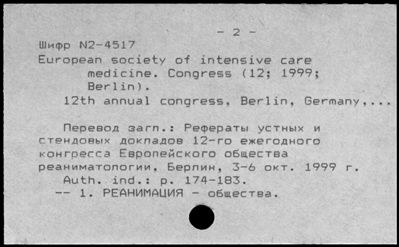 - 2 -
Шифр N2-4517
European society of intensive care
medicine. Congress (12; 1999;
Berlin).
12th annual congress, Berlin, Germany,...
Перевод загл.: Рефераты устных и
стендовых докладов 12-го ежегодного
конгресса Европейского общества
реаниматологии, Берлин, 3-6 окт. 1999 г.
Auth. ind.: p. 174-183.
-- 1. РЕАНИМАЦИЯ - общества.